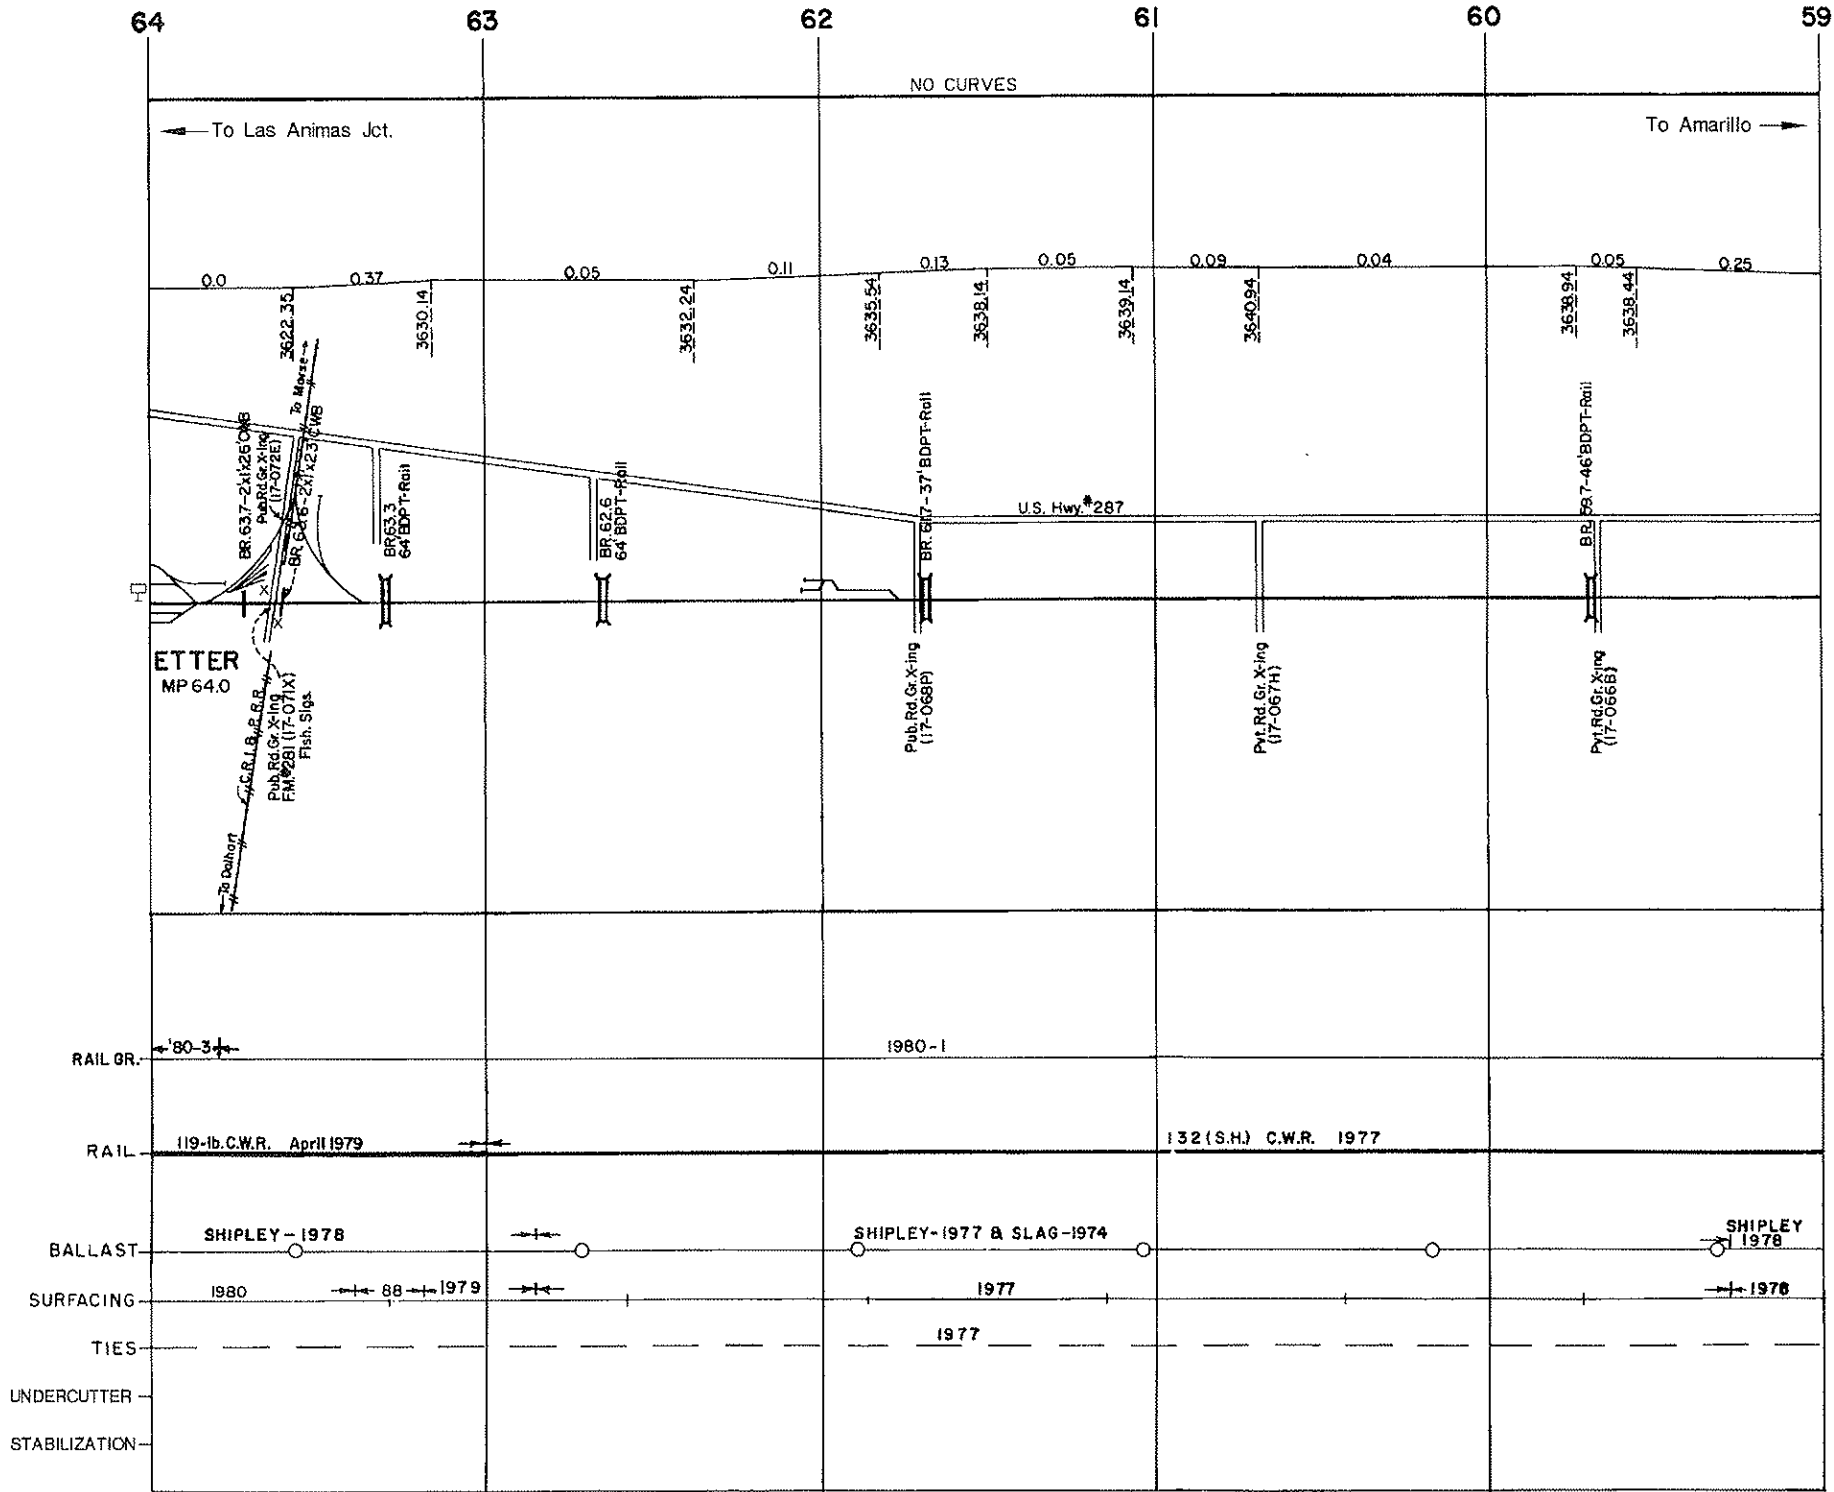 64 63 62 61 60 59
NO CURVES
To Las Animas Jct. To Amarillo
0.0 0.37 0.05 0.11 0.13 0.05 0.09 0.04 0.05 0.25
3622.35
3630.14
3632.24
3635.54
3638.14
3639.14
3640.94
3638.94
3638.44
To Morse
BR.63.7-2'x1'x26'
Pub.Rd.Gr.X-ing
(17-072E)
BR. 63.6-2'x1'x23'CWB
BR.63.3
64'BDPT-Rail
BR.62.6
64'BDPT-Rail
BR. 61.7-37'BDPT-Rail
U.S. Hwy.#287
BR.59.7-46'BDPT-Rail
ETTER
MP 64.0
C.R.I.& P. R.R.
Pub.Rd.Gr.X-ing
F.M.#281 (17-071X)
Flsh. Sigs.
To Dalhart
Pub.Rd.Gr.X-ing
(17-068P)
Pvt.Rd.Gr.X-ing
(17-067H)
Pvt.Rd.Gr.X-ing
(17-066B)
RAIL GR. '80-3 1980-1
RAIL 119-lb.C.W.R. April 1979 132 (S.H.) C.W.R. 1977
BALLAST SHIPLEY-1978 SHIPLEY-1977 & SLAG-1974 SHIPLEY
1978
SURFACING 1980 88 1979 1977 1978
TIES 1977
UNDERCUTTER
STABILIZATION